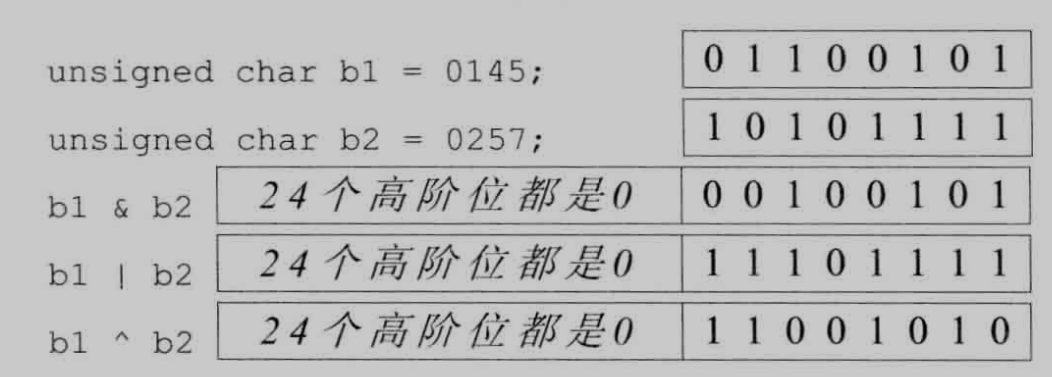 unsigned char b1 = 0145; 0 1 1 0 0 1 0 1
unsigned char b2 = 0257; 1 0 1 0 1 1 1 1
b1 & b2 24个高阶位都是0 0 0 1 0 0 1 0 1
b1 | b2 24个高阶位都是0 1 1 1 0 1 1 1 1
b1 ^ b2 24个高阶位都是0 1 1 0 0 1 0 1 0